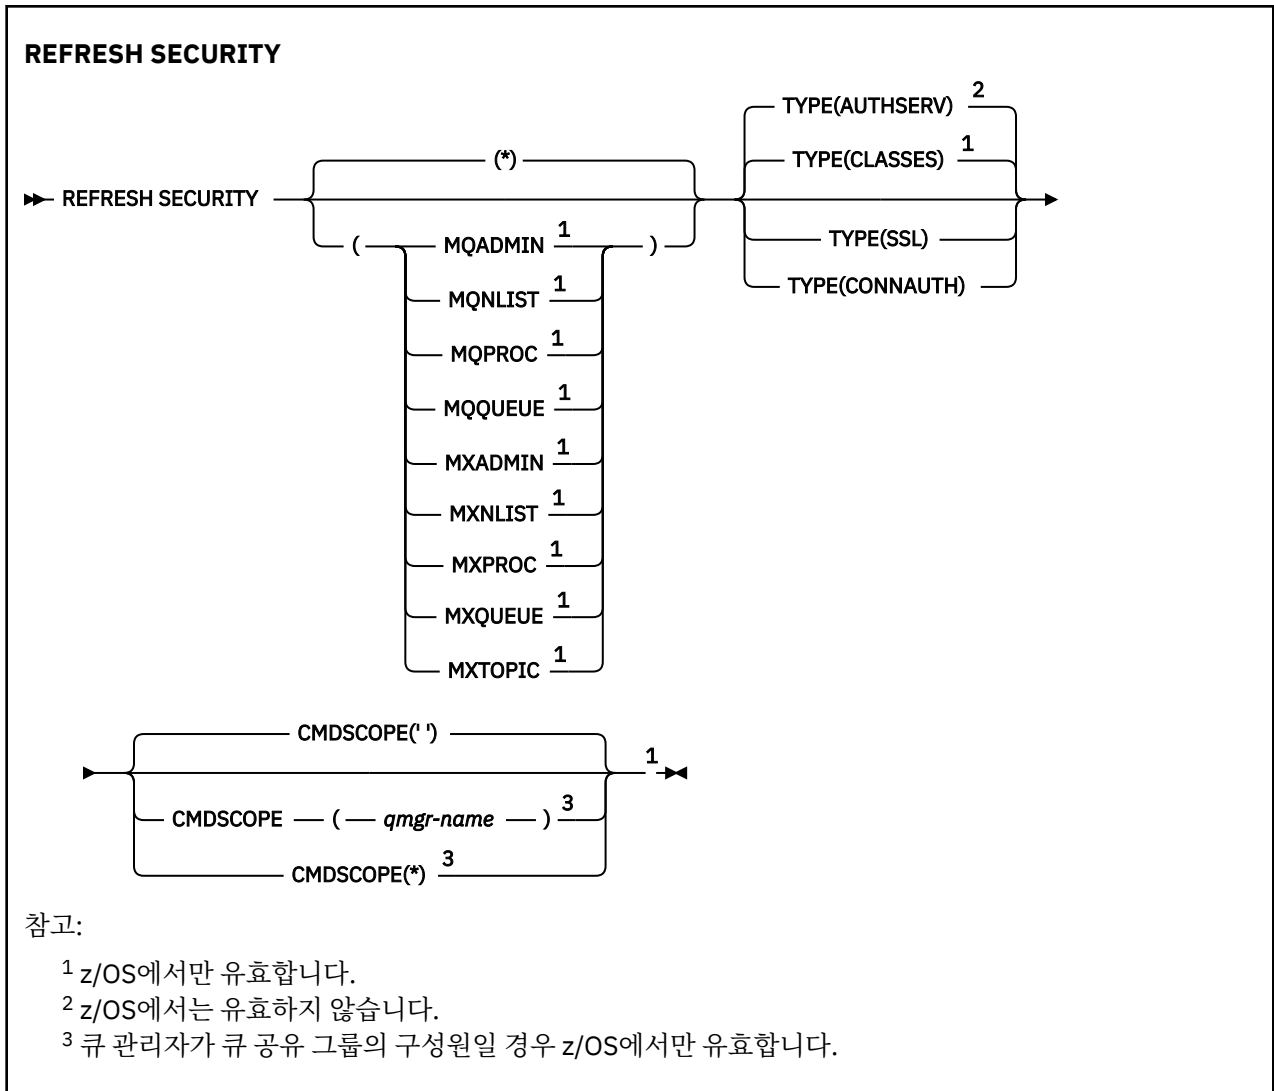 REFRESH SECURITY
TYPE(AUTHSERV) 2
(*)
TYPE(CLASSES) 1
REFRESH SECURITY
( MQADMIN 1 )
TYPE(SSL)
MQNLIST 1
TYPE(CONNAUTH)
MQPROC 1
MQQUEUE 1
MXADMIN 1
MXNLIST 1
MXPROC 1
MXQUEUE 1
MXTOPIC 1
CMDSCOPE(' ')
1
CMDSCOPE ( qmgr-name ) 3
CMDSCOPE(*) 3
참고:
1 z/OS에서만 유효합니다.
2 z/OS에서는 유효하지 않습니다.
3 큐 관리자가 큐 공유 그룹의 구성원일 경우 z/OS에서만 유효합니다.